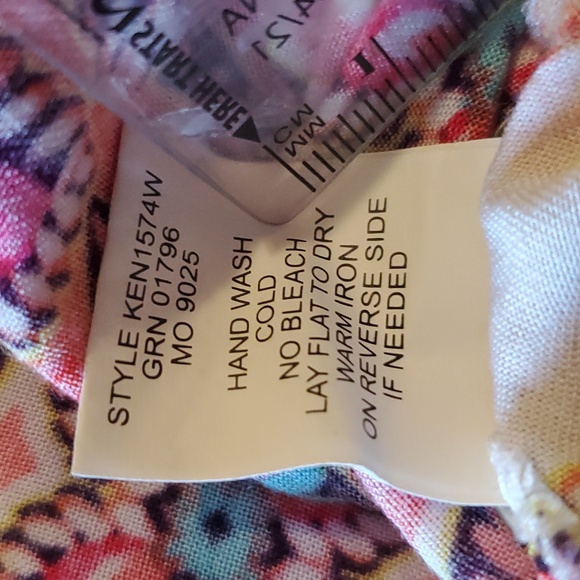 STARTS HERE
CM
MM
1
STYLE KEN1574W
GRN 01796
MO 9025
HAND WASH
COLD
NO BLEACH
LAY FLAT TO DRY
WARM IRON
ON REVERSE SIDE
IF NEEDED